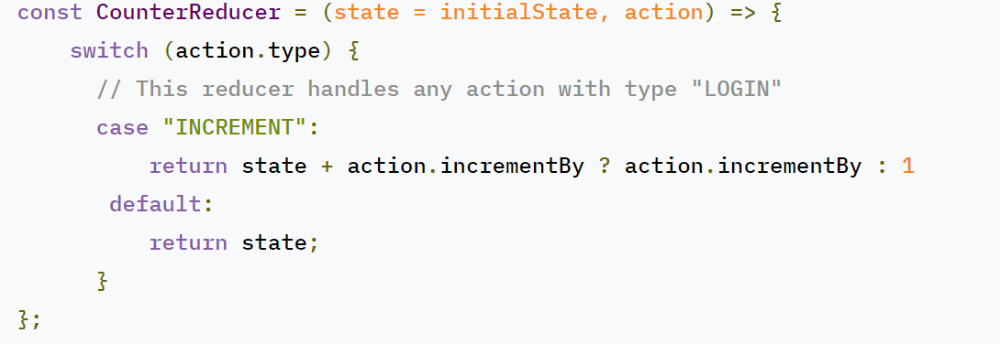 const CounterReducer = (state = initialState, action) => {
switch (action.type) {
// This reducer handles any action with type "LOGIN"
case "INCREMENT":
return state + action.incrementBy ? action.incrementBy : 1
default:
return state;
}
};